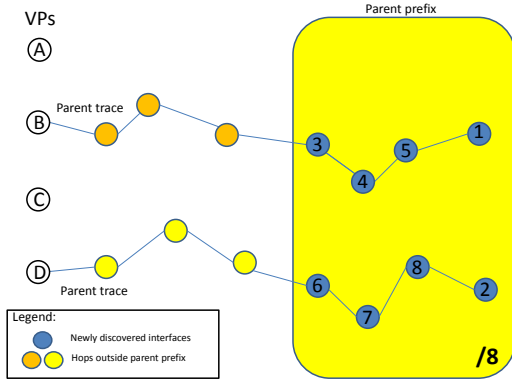 VPs
Parent prefix
A
Parent trace
B
3
4
5
1
C
D
Parent trace
6
7
8
2
/8
Legend:
Newly discovered interfaces
Hops outside parent prefix